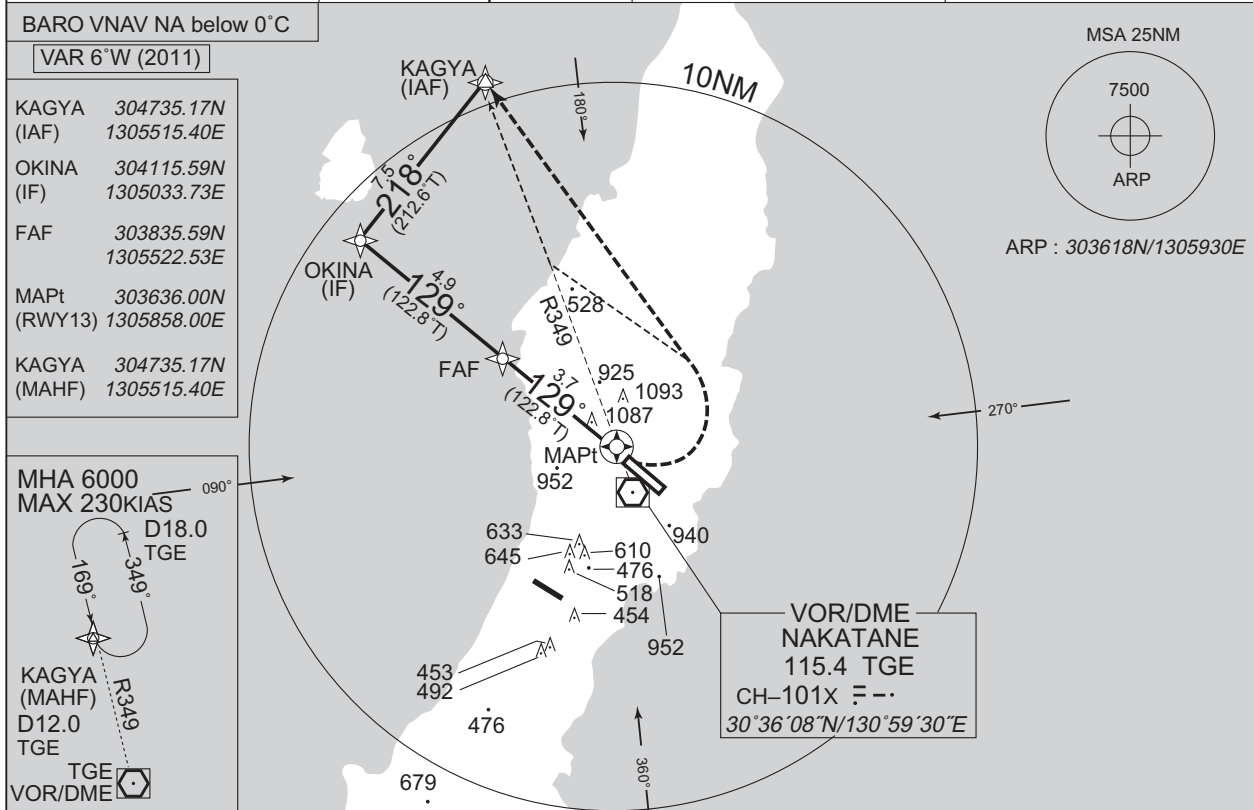 BARO VNAV NA below 0˚C
VAR 6˚W (2011)
KAGYA 304735.17N
(IAF) 1305515.40E
OKINA 304115.59N
(IF) 1305033.73E
FAF 303835.59N
1305522.53E
MAPt 303636.00N
(RWY13) 1305858.00E
KAGYA 304735.17N
(MAHF) 1305515.40E
KAGYA
(IAF)
180°
10NM
MSA 25NM
7500
ARP
ARP : 303618N/1305930E
7.5
218°
(212.6˚T)
OKINA
(IF)
4.9
129°
(122.8˚T)
R349
528
FAF
3.7
129°
(122.8˚T)
925
1093
1087
MAPt
952
270°
090°
MHA 6000
MAX 230KIAS
D18.0
TGE
169°
349°
KAGYA
(MAHF)
D12.0
TGE
R349
TGE
VOR/DME
633
645
610
476
518
454
940
952
453
492
476
679
360°
VOR/DME
NAKATANE
115.4 TGE
CH–101X
30˚36´08˝N/130˚59´30˝E